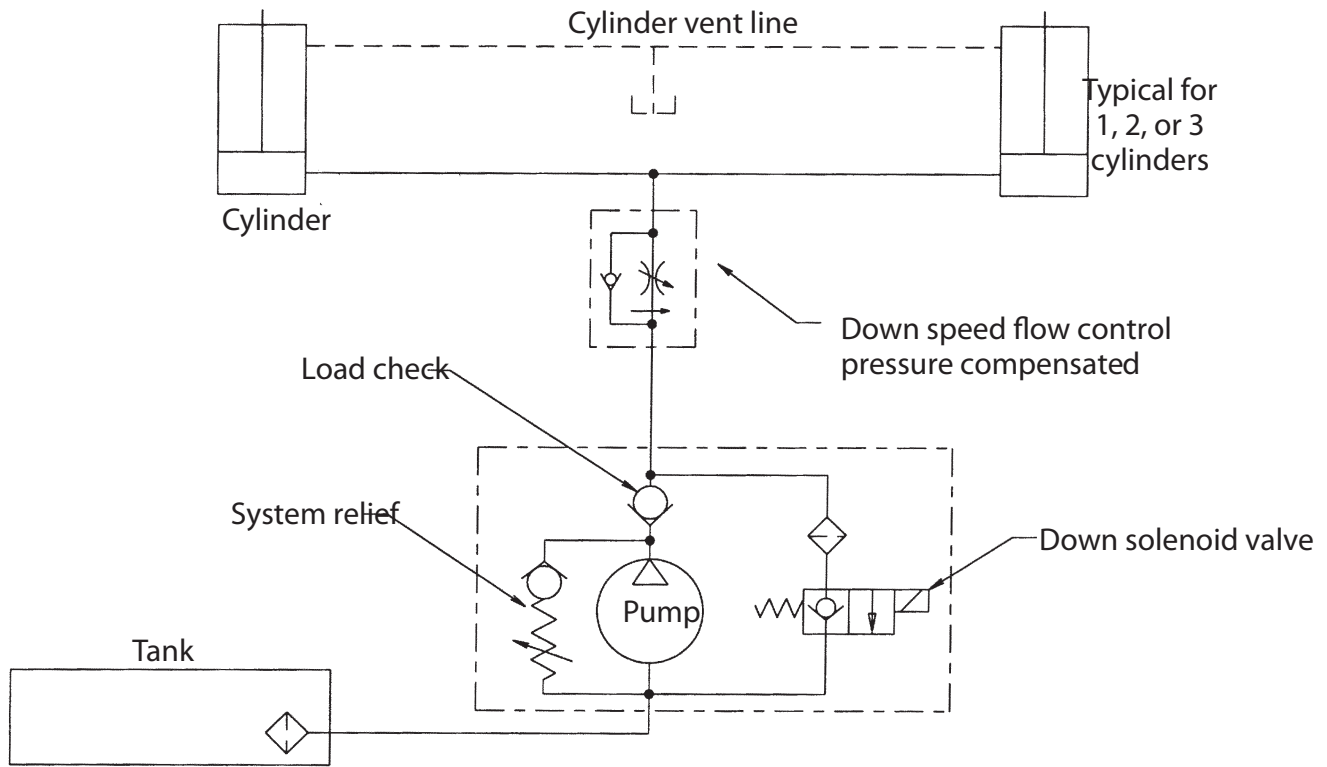 Cylinder vent line
Typical for
1, 2, or 3
cylinders
Cylinder
Down speed flow control
pressure compensated
Load check
System relief
Down solenoid valve
Pump
Tank